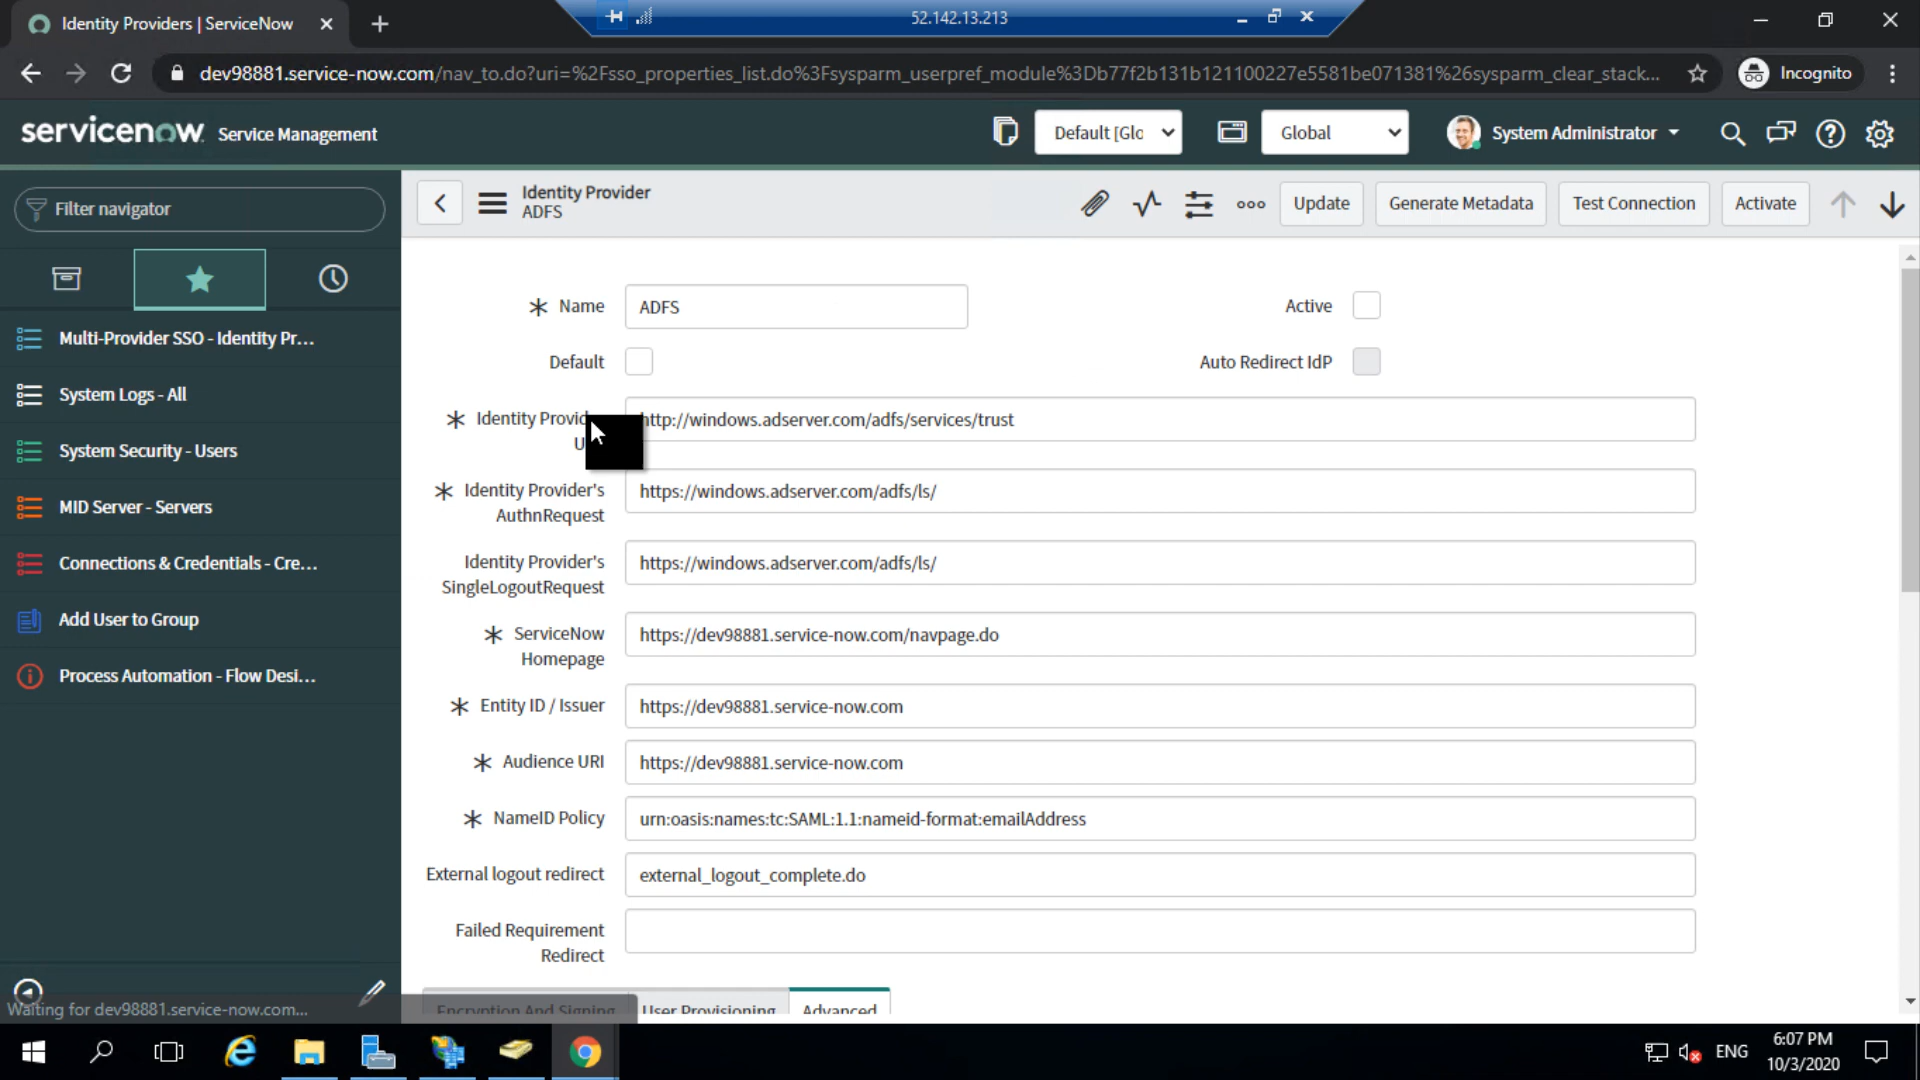 Identity Providers | ServiceNow
52.142.13.213
dev98881.service-now.com/nav_to.do?uri=%2Fsso_properties_list.do%3Fsysparm_userpref_module%3Db77f2b131b121100227e5581be071381%26sysparm_clear_stack...
Incognito
servicenow Service Management
Default [Glo
Global
System Administrator
Filter navigator
Identity Provider
ADFS
Update
Generate Metadata
Test Connection
Activate
Multi-Provider SSO - Identity Pr...
System Logs - All
System Security - Users
MID Server - Servers
Connections & Credentials - Cre...
Add User to Group
Process Automation - Flow Desi...
Name ADFS
Active
Default
Auto Redirect IdP
Identity
http://windows.adserver.com/adfs/services/trust
Identity Provider's
AuthnRequest
https://windows.adserver.com/adfs/ls/
Identity Provider's
SingleLogoutRequest
https://windows.adserver.com/adfs/ls/
ServiceNow
Homepage
https://dev98881.service-now.com/navpage.do
Entity ID / Issuer https://dev98881.service-now.com
Audience URI https://dev98881.service-now.com
NameID Policy urn:oasis:names:tc:SAML:1.1:nameid-format:emailAddress
External logout redirect external_logout_complete.do
Failed Requirement
Redirect
Encryption And Signing
User Provisioning
Advanced
Waiting for dev98881.service-now.com...
ENG
6:07 PM
10/3/2020